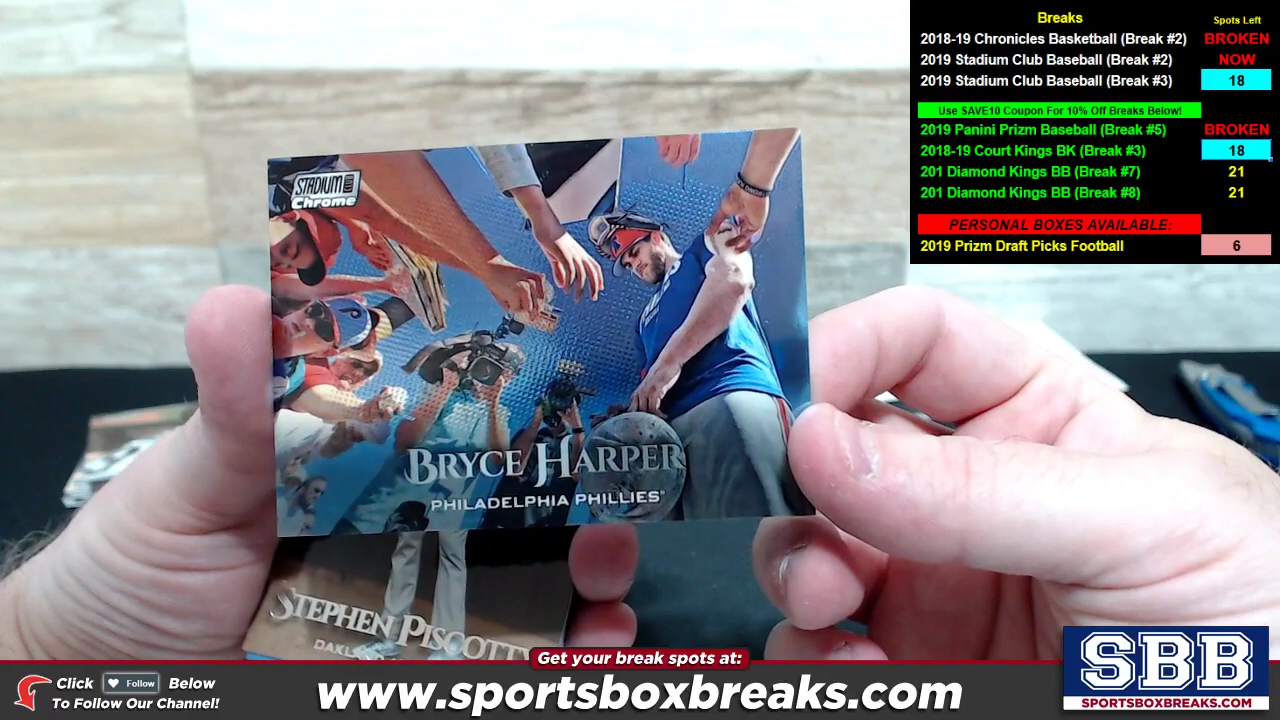 Breaks
Spots Left
2018-19 Chronicles Basketball (Break #2) BROKEN
2019 Stadium Club Baseball (Break #2) NOW
2019 Stadium Club Baseball (Break #3) 18
Use SAVE10 Coupon For 10% Off Breaks Below!
2019 Panini Prizm Baseball (Break #5) BROKEN
2018-19 Court Kings BK (Break #3) 18
201 Diamond Kings BB (Break #7) 21
201 Diamond Kings BB (Break #8) 21
PERSONAL BOXES AVAILABLE:
2019 Prizm Draft Picks Football 6
STADIUM CLUB
Chrome
BRYCE HARPER
PHILADELPHIA PHILLIES®
STEPHEN PISCOTTY
Get your break spots at:
Click Follow Below
To Follow Our Channel!
www.sportsboxbreaks.com
SBB
SPORTSBOXBREAKS.COM